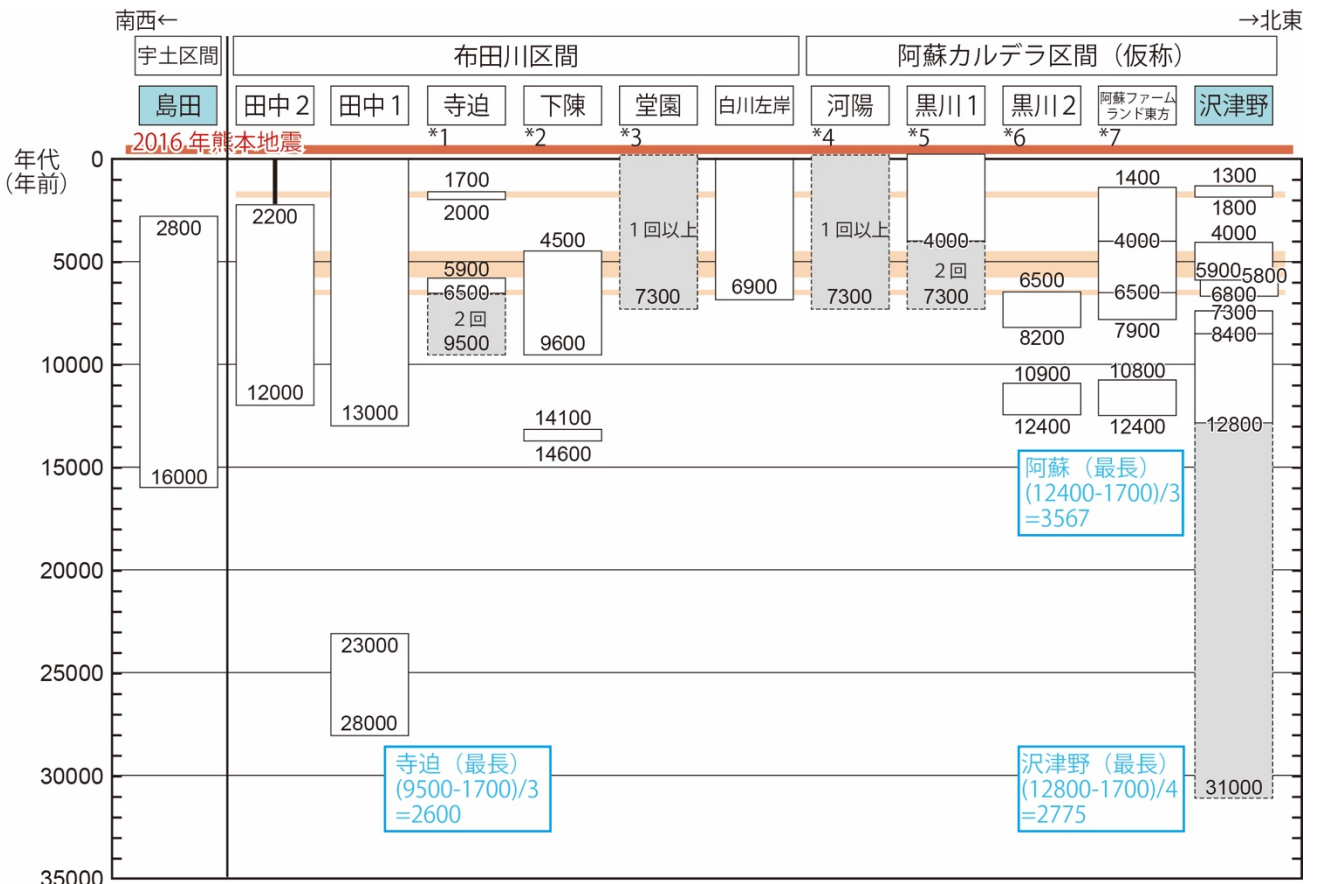 南西←
→北東
宇土区間
布田川区間
阿蘇カルデラ区間（仮称）
島田
田中２
田中１
寺迫
下陳
堂園
白川左岸
河陽
黒川１
黒川２
阿蘇ファーム
ランド東方
沢津野
*1
*2
*3
*4
*5
*6
*7
2016年熊本地震
年代
（年前）
0
5000
10000
15000
20000
25000
30000
35000
2800
16000
2200
12000
13000
23000
28000
1700
2000
5900
6500
２回
9500
4500
9600
14100
14600
１回以上
7300
6900
１回以上
7300
4000
２回
7300
6500
8200
10900
12400
1400
4000
6500
7900
10800
12400
1300
1800
4000
5900
5800
6800
7300
8400
12800
31000
阿蘇（最長）
(12400-1700)/3
=3567
寺迫（最長）
(9500-1700)/3
=2600
沢津野（最長）
(12800-1700)/4
=2775